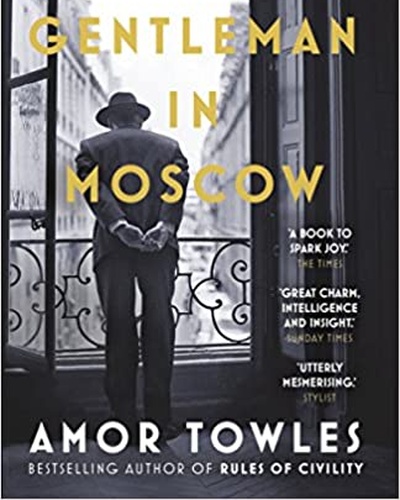 GENTLEMAN
IN
MOSCOW
'A BOOK TO
SPARK JOY.'
THE TIMES
'GREAT CHARM,
INTELLIGENCE
AND INSIGHT.'
SUNDAY TIMES
'UTTERLY
MESMERISING.'
STYLIST
AMOR TOWLES
BESTSELLING AUTHOR OF RULES OF CIVILITY